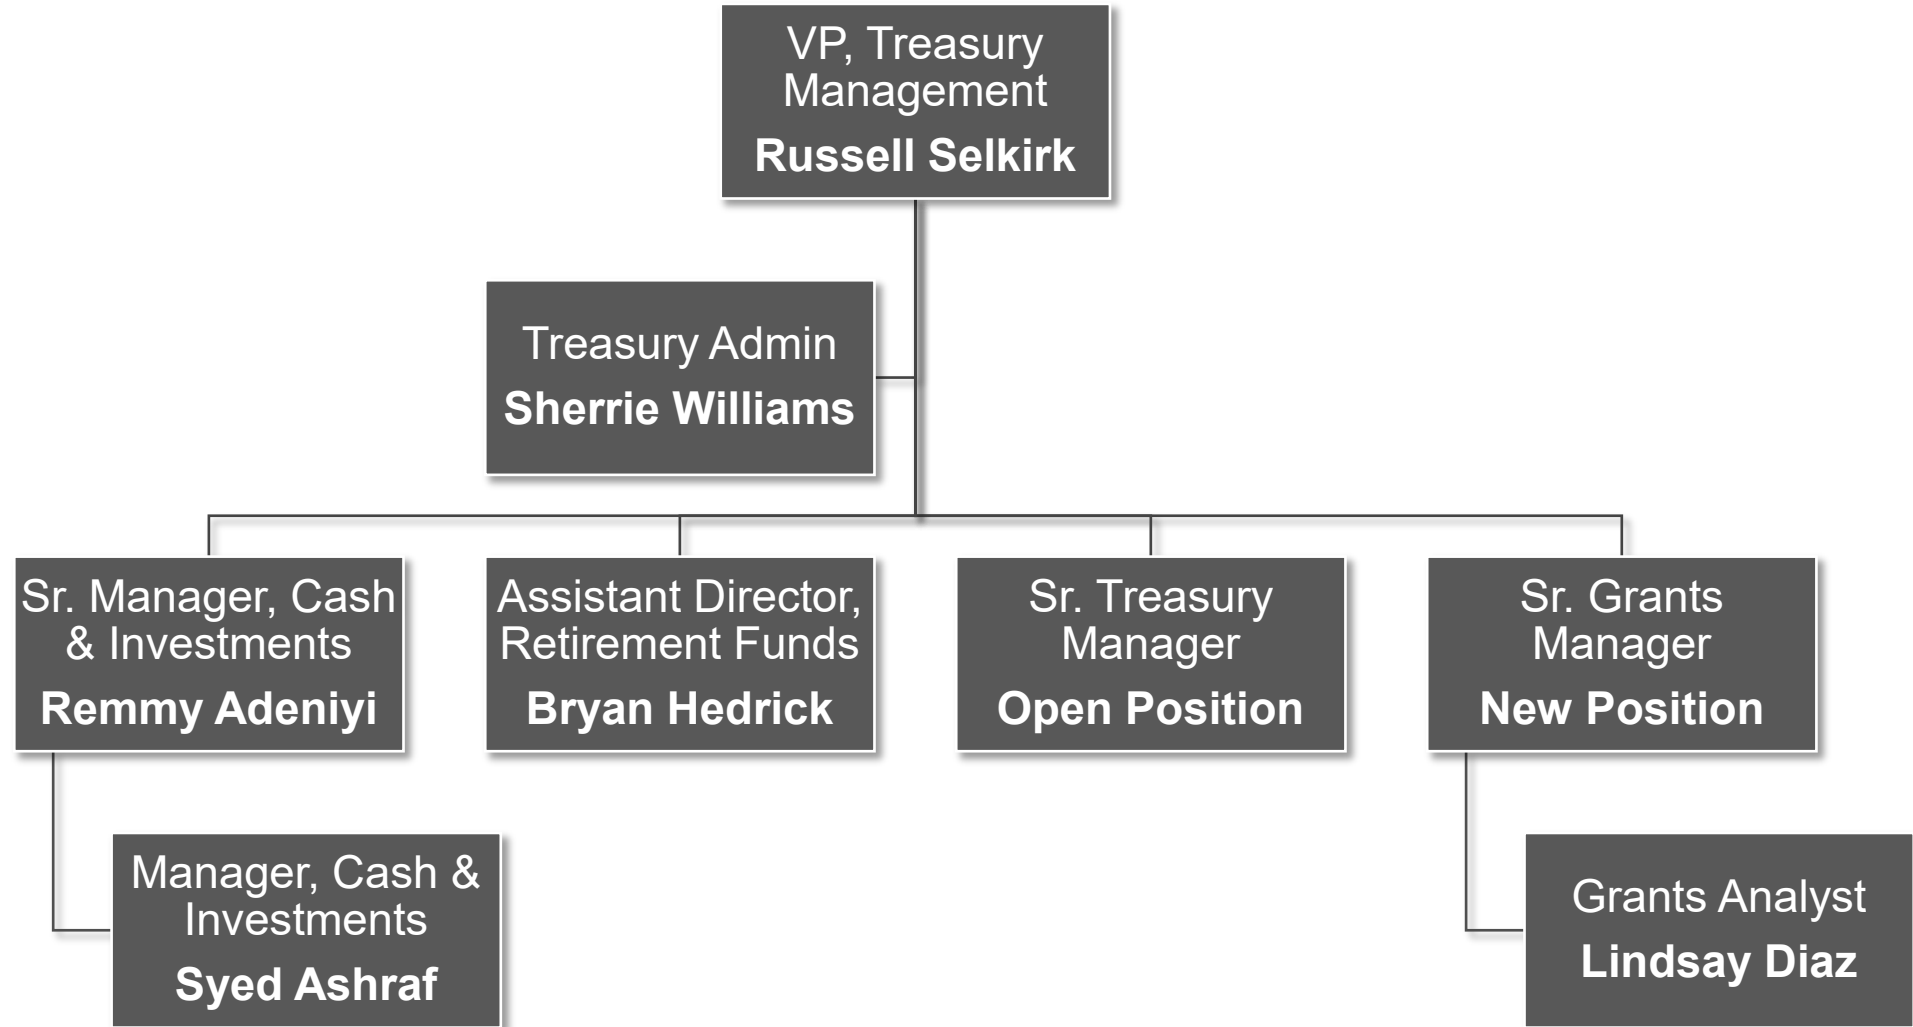 VP, Treasury
Management
Russell Selkirk
Treasury Admin
Sherrie Williams
Sr. Manager, Cash
& Investments
Remmy Adeniyi
Assistant Director,
Retirement Funds
Bryan Hedrick
Sr. Treasury
Manager
Open Position
Sr. Grants
Manager
New Position
Manager, Cash &
Investments
Syed Ashraf
Grants Analyst
Lindsay Diaz